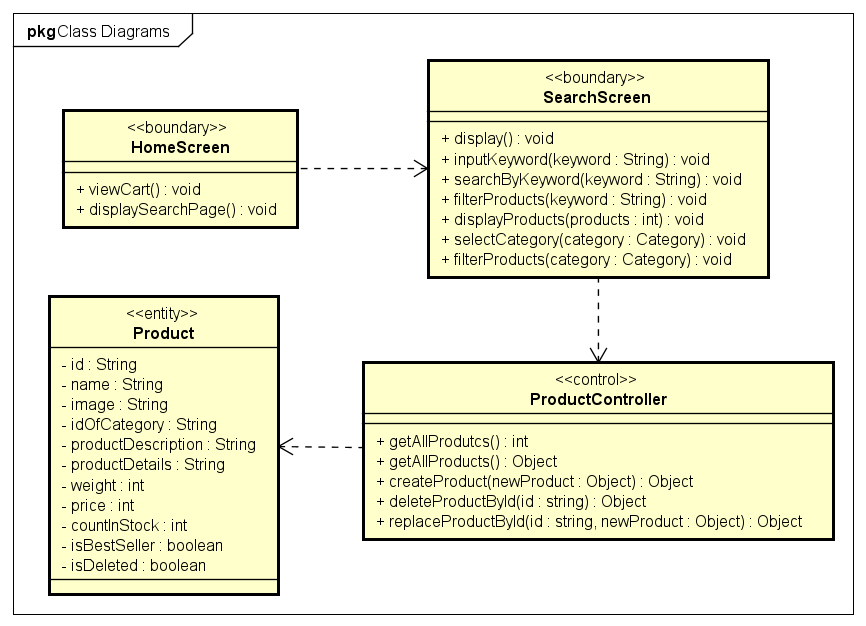 pkg Class Diagrams
<<boundary>>
HomeScreen
+ viewCart() : void
+ displaySearchPage() : void
<<boundary>>
SearchScreen
+ display() : void
+ inputKeyword(keyword : String) : void
+ searchByKeyword(keyword : String) : void
+ filterProducts(keyword : String) : void
+ displayProducts(products : int) : void
+ selectCategory(category : Category) : void
+ filterProducts(category : Category) : void
<<entity>>
Product
- id : String
- name : String
- image : String
- idOfCategory : String
- productDescription : String
- productDetails : String
- weight : int
- price : int
- countInStock : int
- isBestSeller : boolean
- isDeleted : boolean
<<control>>
ProductController
+ getAllProdutcs() : int
+ getAllProducts() : Object
+ createProduct(newProduct : Object) : Object
+ deleteProductById(id : string) : Object
+ replaceProductById(id : string, newProduct : Object) : Object